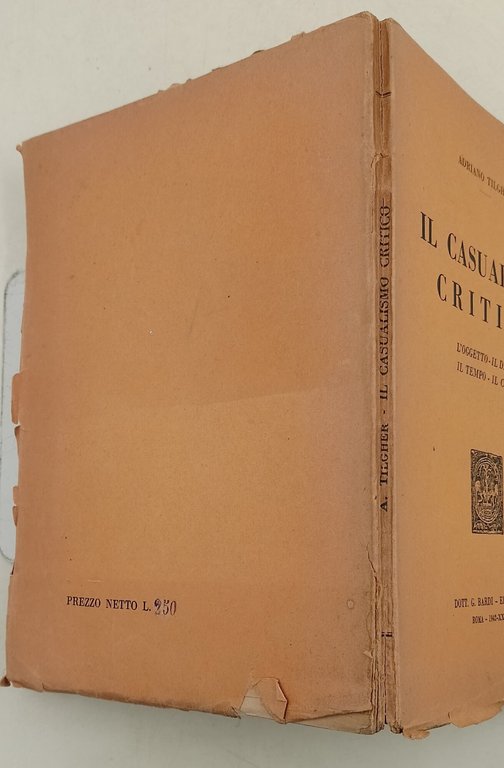 PREZZO NETTO L. 250
A. TILGHER - IL CASUALISMO CRITICO
ADRIANO TILGH
IL CASUAL
CRITI
L'OGGETTO - IL D
IL TEMPO - IL C
DOTT. G. BARDI - E
ROMA - 1942-XX